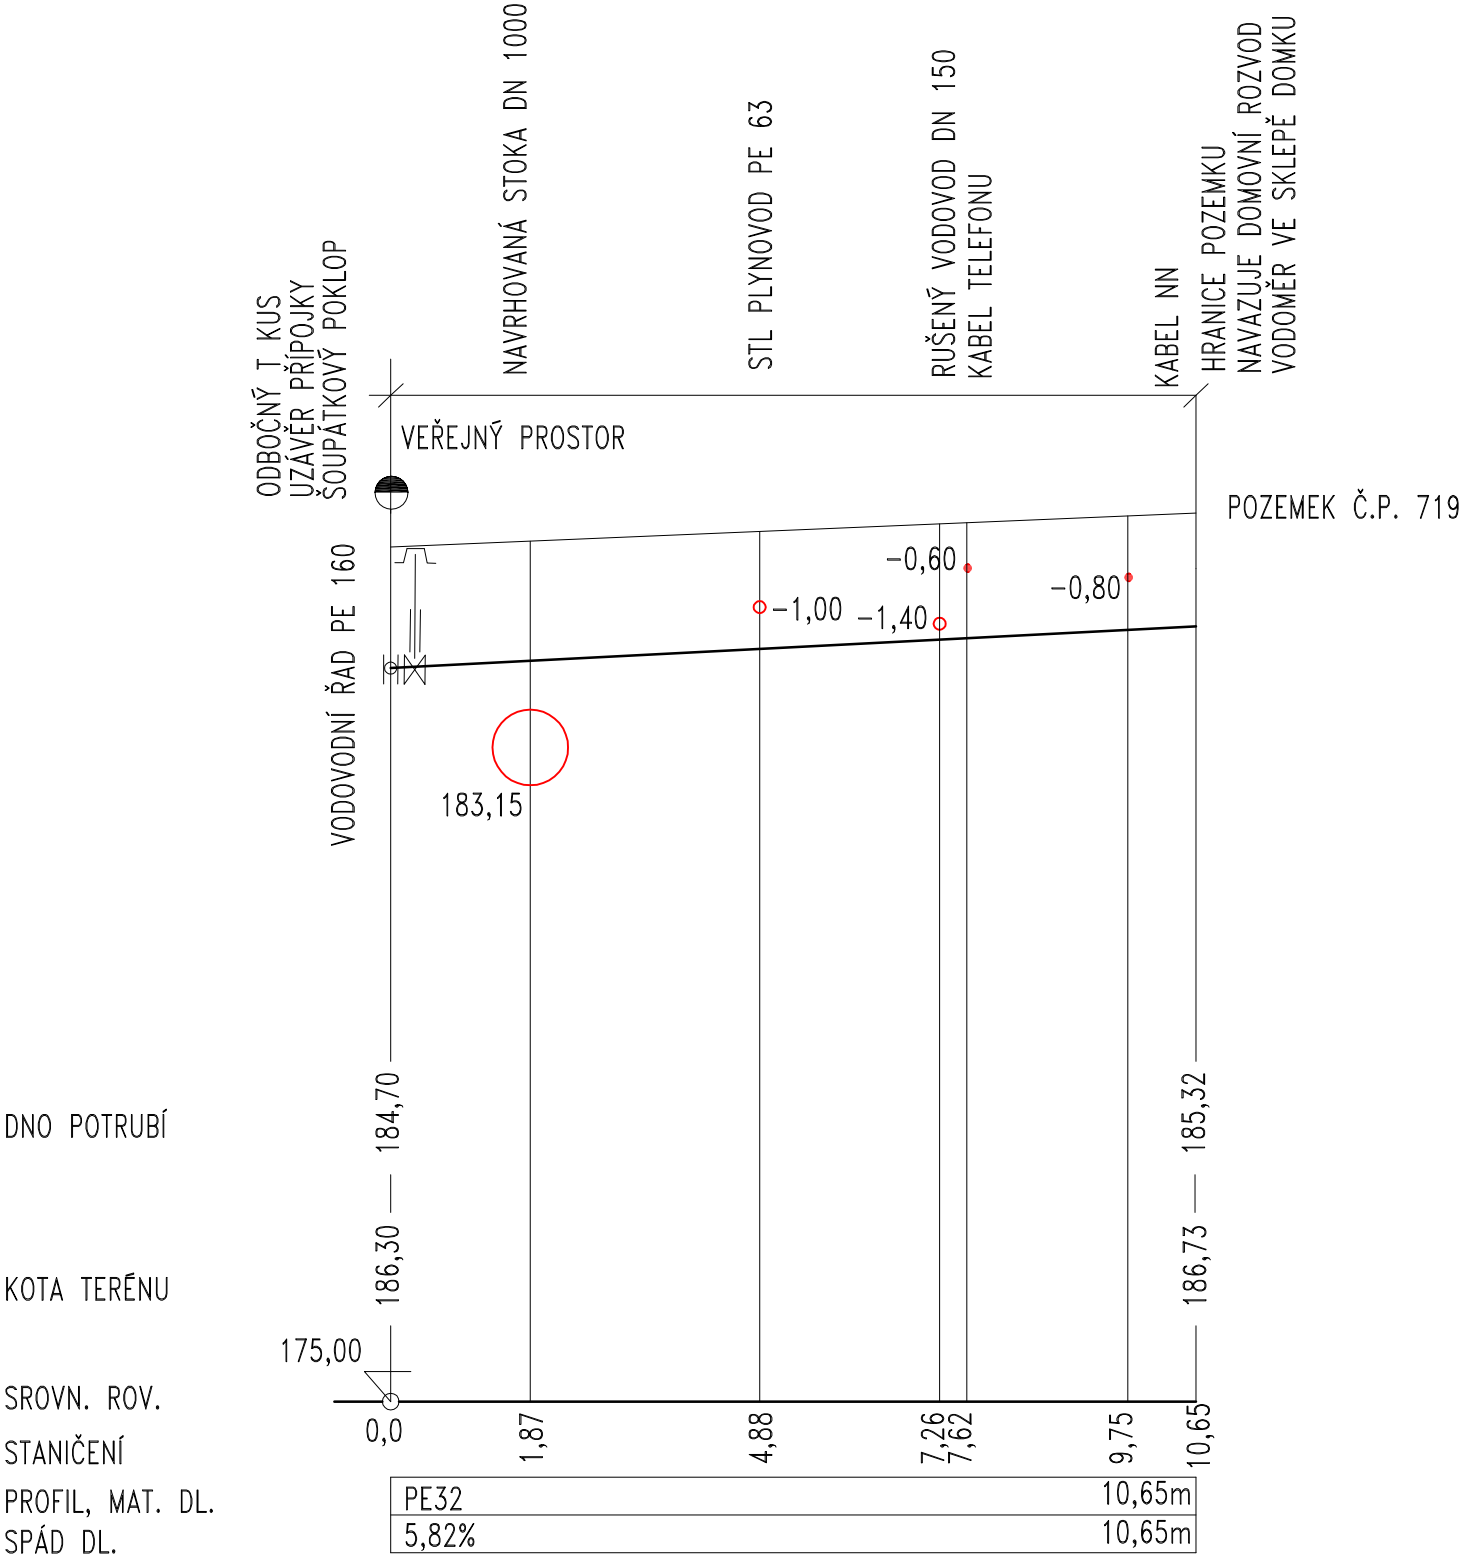 ODBOČNÝ T KUS
UZÁVĚR PŘÍPOJKY
ŠOUPÁTKOVÝ POKLOP
NAVRHOVANÁ STOKA DN 1000
STL PLYNOVOD PE 63
RUŠENÝ VODOVOD DN 150
KABEL TELEFONU
KABEL NN
HRANICE POZEMKU
NAVAZUJE DOMOVNÍ ROZVOD
VODOMĚR VE SKLEPĚ DOMKU
VEŘEJNÝ PROSTOR
POZEMEK Č.P. 719
VODOVODNÍ ŘAD PE 160
-0,60
-0,80
-1,00
-1,40
183,15
DNO POTRUBÍ
184,70
185,32
KOTA TERÉNU
186,30
186,73
175,00
SROVN. ROV.
STANIČENÍ
0,0
1,87
4,88
7,26
7,62
9,75
10,65
PROFIL, MAT. DL.
PE32
10,65m
SPÁD DL.
5,82%
10,65m